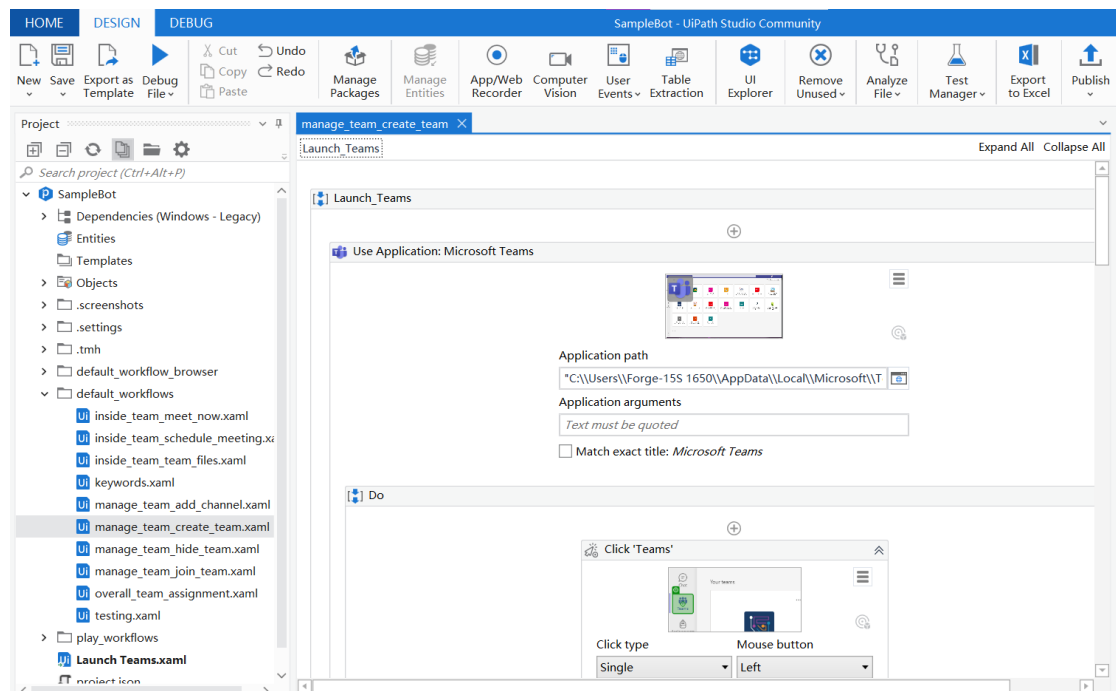 HOME DESIGN DEBUG SampleBot - UiPath Studio Community
New Save Export as Template Debug File Cut Copy Paste Undo Redo Manage Packages Manage Entities App/Web Recorder Computer Vision User Events Table Extraction UI Explorer Remove Unused Analyze File Test Manager Export to Excel Publish
Project
manage_team_create_team
Launch_Teams
Expand All Collapse All
Search project (Ctrl+Alt+P)
SampleBot
Dependencies (Windows - Legacy)
Entities
Templates
Objects
.screenshots
.settings
.tmh
default_workflow_browser
default_workflows
inside_team_meet_now.xaml
inside_team_schedule_meeting.xa
inside_team_team_files.xaml
keywords.xaml
manage_team_add_channel.xaml
manage_team_create_team.xaml
manage_team_hide_team.xaml
manage_team_join_team.xaml
overall_team_assignment.xaml
testing.xaml
play_workflows
Launch Teams.xaml
project.json
Launch_Teams
Use Application: Microsoft Teams
Application path
"C:\\Users\\Forge-15S 1650\\AppData\\Local\\Microsoft\\T
Application arguments
Text must be quoted
Match exact title: Microsoft Teams
Do
Click 'Teams'
Your teams
Click type Mouse button
Single Left